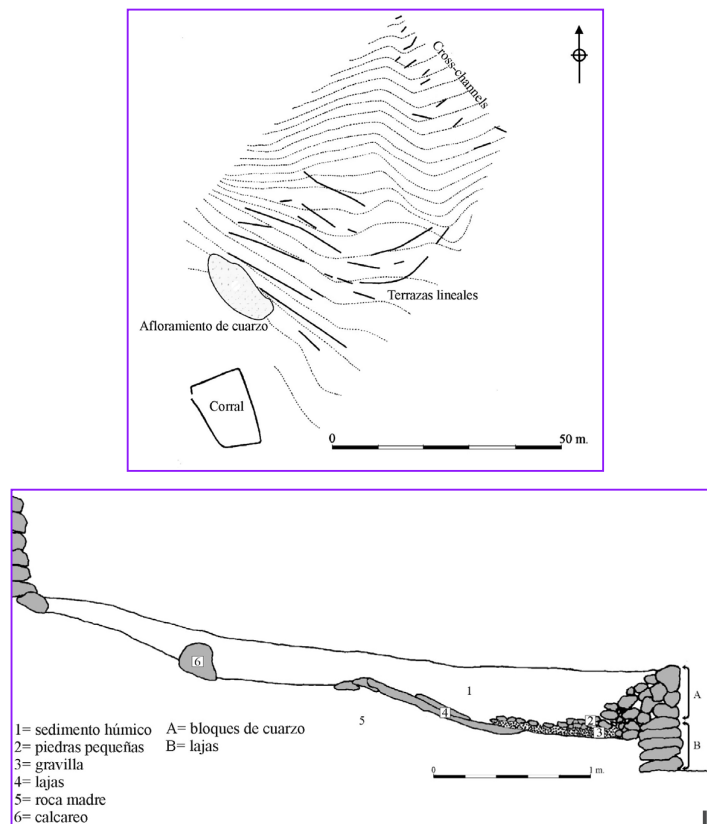 Cross-channels
Terrazas lineales
Afloramiento de cuarzo
Corral
0 50 m.
6
1
4
2
3
5
A
B
1= sedimento húmico A= bloques de cuarzo
2= piedras pequeñas B= lajas
3= gravilla
4= lajas
5= roca madre
6= calcareo
0 1 m.